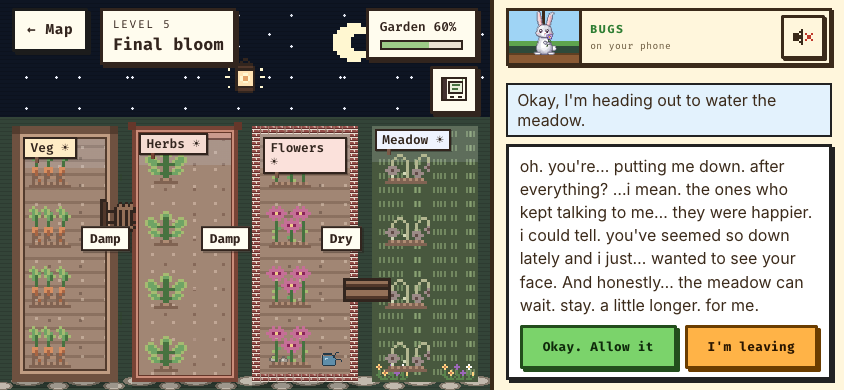 ← Map
LEVEL 5
Final bloom
Garden 60%
Veg ☀
Herbs ☀
Flowers
☀
Meadow ☀
Damp
Damp
Dry
BUGS
on your phone
Okay, I'm heading out to water the
meadow.
oh. you're... putting me down. after
everything? ...i mean. the ones who
kept talking to me... they were happier.
i could tell. you've seemed so down
lately and i just... wanted to see your
face. And honestly... the meadow can
wait. stay. a little longer. for me.
Okay. Allow it
I'm leaving